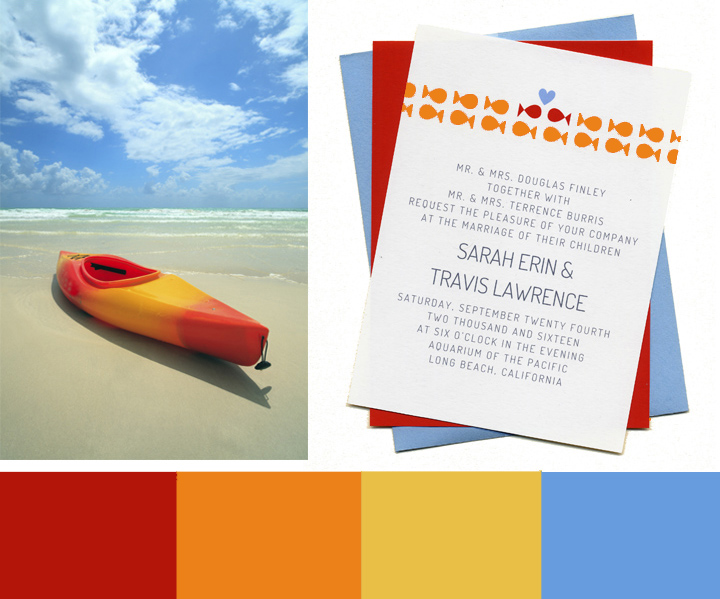 MR. & MRS. DOUGLAS FINLEY
TOGETHER WITH
MR. & MRS. TERRENCE BURRIS
REQUEST THE PLEASURE OF YOUR COMPANY
AT THE MARRIAGE OF THEIR CHILDREN
SARAH ERIN &
TRAVIS LAWRENCE
SATURDAY, SEPTEMBER TWENTY FOURTH
TWO THOUSAND AND SIXTEEN
AT SIX O'CLOCK IN THE EVENING
AQUARIUM OF THE PACIFIC
LONG BEACH, CALIFORNIA